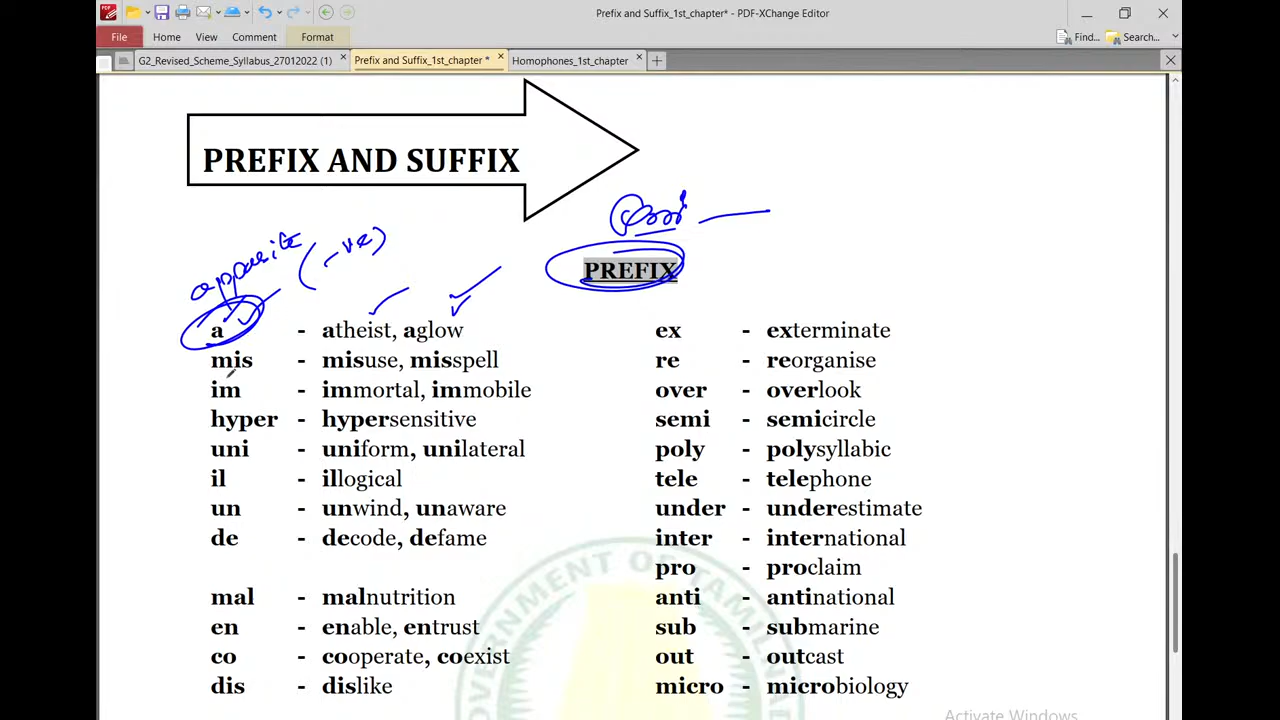 Prefix and Suffix_1st_chapter* - PDF-XChange Editor
File Home View Comment Format Find... Search...
G2_Revised_Scheme_Syllabus_27012022 (1) Prefix and Suffix_1st_chapter * Homophones_1st_chapter
PREFIX AND SUFFIX
opposite (-ve)
PREFIX
a - atheist, aglow
mis - misuse, misspell
im - immortal, immobile
hyper - hypersensitive
uni - uniform, unilateral
il - illogical
un - unwind, unaware
de - decode, defame
mal - malnutrition
en - enable, entrust
co - cooperate, coexist
dis - dislike
ex - exterminate
re - reorganise
over - overlook
semi - semicircle
poly - polysyllabic
tele - telephone
under - underestimate
inter - international
pro - proclaim
anti - antinational
sub - submarine
out - outcast
micro - microbiology
GOVERNMENT OF TAMIL
Activate Windows